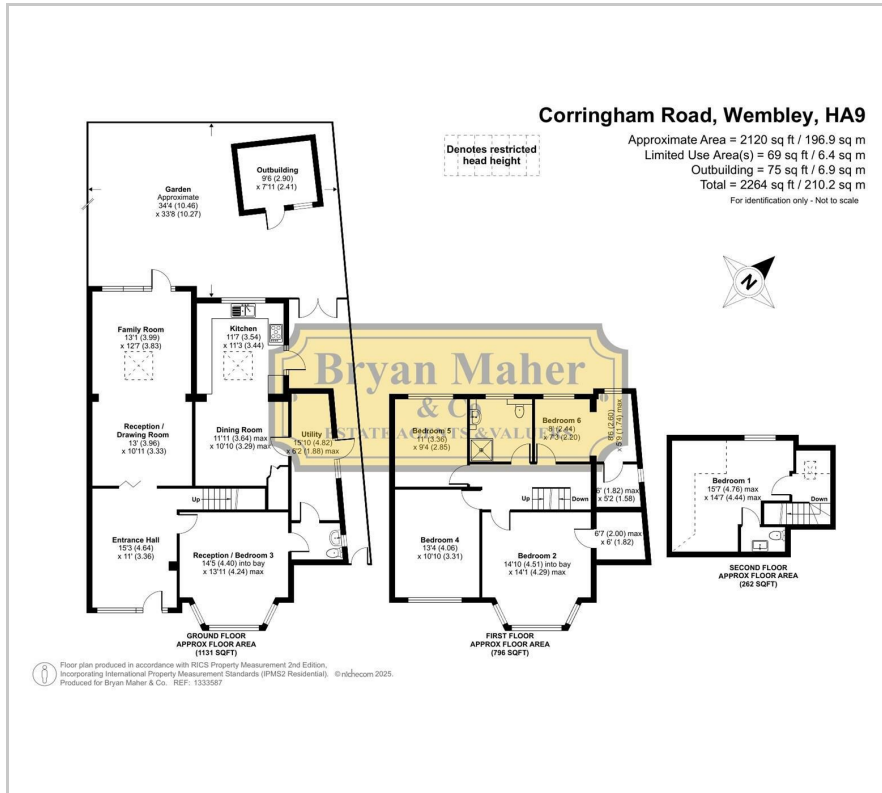 Corringham Road, Wembley, HA9
Approximate Area = 2120 sq ft / 196.9 sq m
Limited Use Area(s) = 69 sq ft / 6.4 sq m
Outbuilding = 75 sq ft / 6.9 sq m
Total = 2264 sq ft / 210.2 sq m
For identification only - Not to scale
Denotes restricted
head height
N
Outbuilding
9'6 (2.90)
x 7'11 (2.41)
Garden
Approximate
34'4 (10.46)
x 33'8 (10.27)
Family Room
13'1 (3.99)
x 12'7 (3.83)
Kitchen
11'7 (3.54)
x 11'3 (3.44)
Reception /
Drawing Room
13' (3.96)
x 10'11 (3.33)
Dining Room
11'11 (3.64) max
x 10'10 (3.29) max
Utility
15'10 (4.82)
x 6'2 (1.88) max
Up
Entrance Hall
15'3 (4.64)
x 11' (3.36)
Reception / Bedroom 3
14'5 (4.40) into bay
x 13'11 (4.24) max
GROUND FLOOR
APPROX FLOOR AREA
(1131 SQFT)
Bryan Maher
& Co
ESTATE AGENTS & VALUERS
Bedroom 5
11' (3.36)
x 9'4 (2.85)
Bedroom 6
8' (2.44)
x 7'3 (2.20)
8'6 (2.60)
x 5'9 (1.74) max
6' (1.82) max
x 5'2 (1.58)
Up
Down
Bedroom 4
13'4 (4.06)
x 10'10 (3.31)
Bedroom 2
14'10 (4.51) into bay
x 14'1 (4.29) max
6'7 (2.00) max
x 6' (1.82)
FIRST FLOOR
APPROX FLOOR AREA
(796 SQFT)
Bedroom 1
15'7 (4.76) max
x 14'7 (4.44) max
Down
SECOND FLOOR
APPROX FLOOR AREA
(262 SQFT)
Floor plan produced in accordance with RICS Property Measurement 2nd Edition,
Incorporating International Property Measurement Standards (IPMS2 Residential). © ntchecom 2025.
Produced for Bryan Maher & Co. REF: 1333587